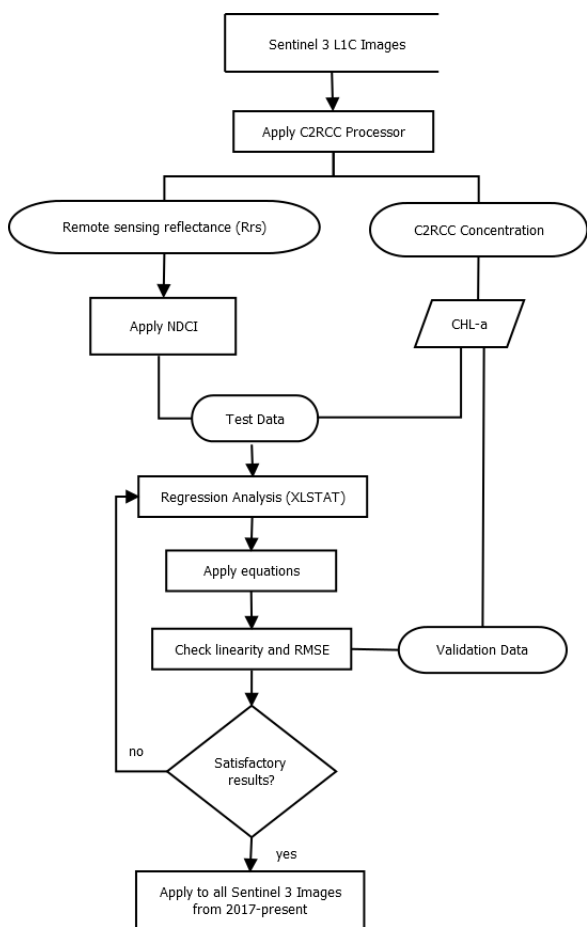 Sentinel 3 L1C Images
Apply C2RCC Processor
Remote sensing reflectance (Rrs)
C2RCC Concentration
Apply NDCI
CHL-a
Test Data
Regression Analysis (XLSTAT)
Apply equations
Check linearity and RMSE
Validation Data
no
Satisfactory
results?
yes
Apply to all Sentinel 3 Images
from 2017-present